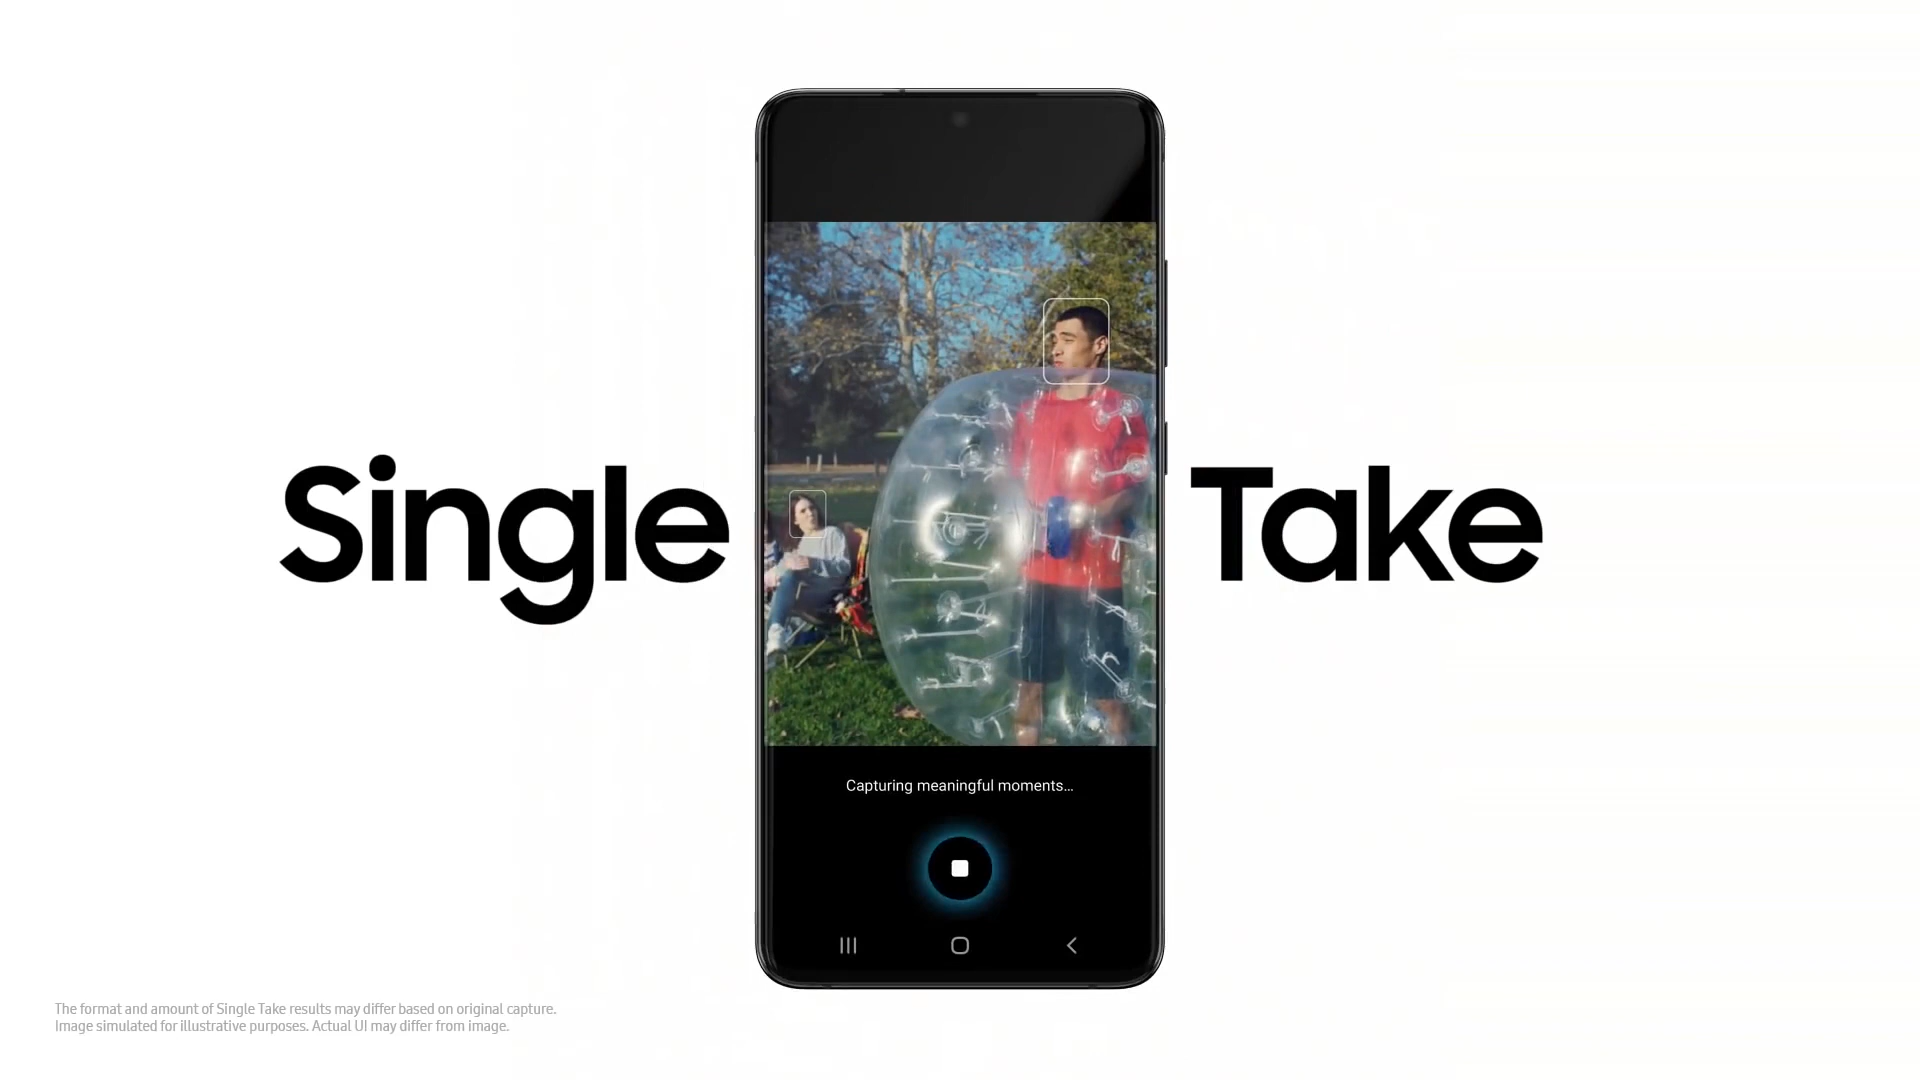 Single Take
Capturing meaningful moments...
The format and amount of Single Take results may differ based on original capture.
Image simulated for illustrative purposes. Actual UI may differ from image.